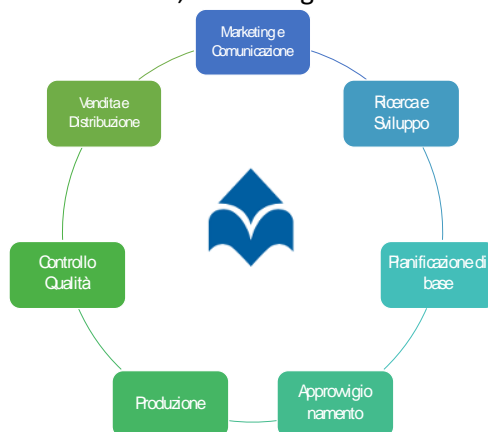 Marketing e
Comunicazione
Ricerca e
Sviluppo
Pianificazione di
base
Approvvigio
namento
Produzione
Controllo
Qualità
Vendita e
Distribuzione